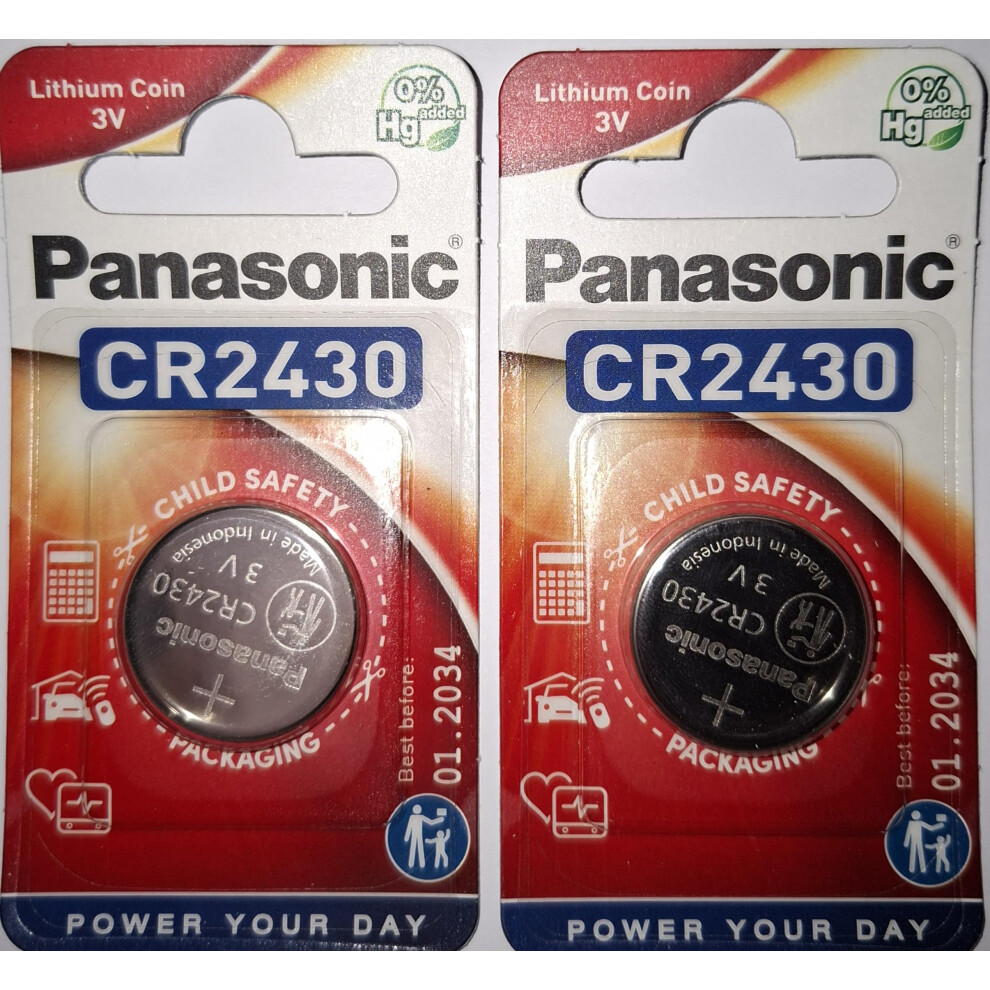 Lithium Coin
3V
0%
Hg added
Panasonic®
CR2430
CHILD SAFETY
Made in Indonesia
3 V
CR2430
Panasonic
+
PACKAGING
Best before:
01.2034
POWER YOUR DAY
Lithium Coin
3V
0%
Hg added
Panasonic®
CR2430
CHILD SAFETY
Made in Indonesia
3 V
CR2430
Panasonic
+
PACKAGING
Best before:
01.2034
POWER YOUR DAY